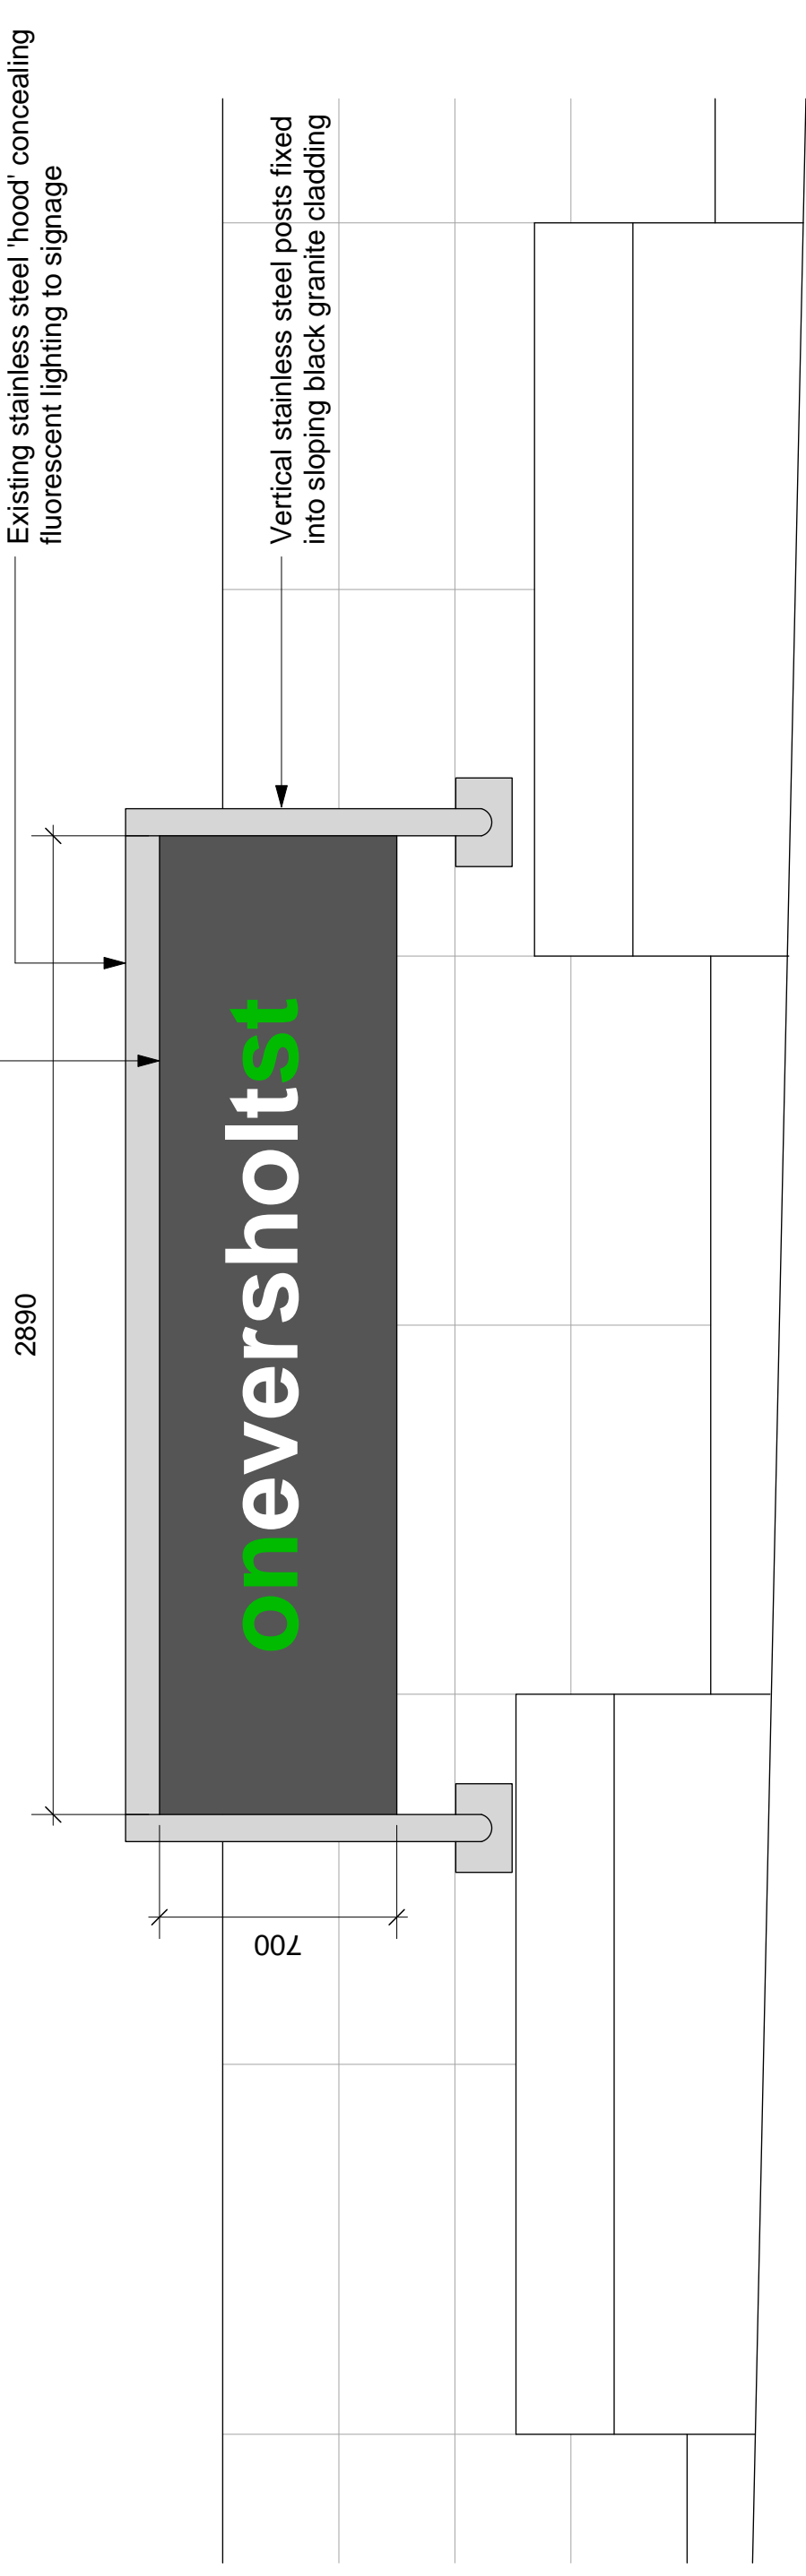 Existing stainless steel 'hood' concealing
fluorescent lighting to signage
Vertical stainless steel posts fixed
into sloping black granite cladding
2890
oneversholtst
700